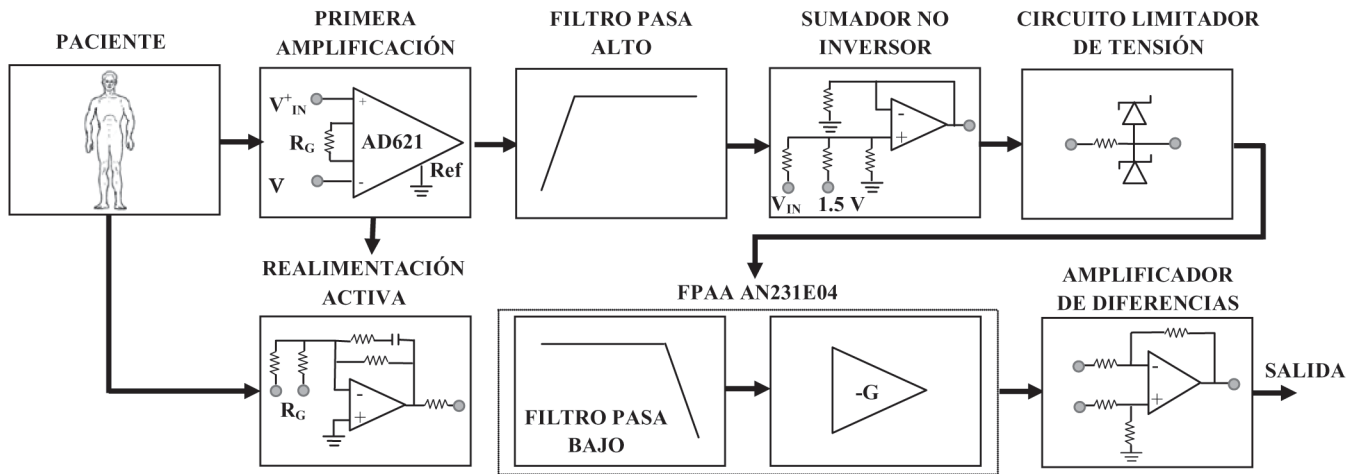 PACIENTE
PRIMERA
AMPLIFICACIÓN
FILTRO PASA
ALTO
SUMADOR NO
INVERSOR
CIRCUITO LIMITADOR
DE TENSIÓN
V+IN
RG
AD621
V
Ref
+
-
-
+
VIN
1.5 V
REALIMENTACIÓN
ACTIVA
RG
-
+
FPAA AN231E04
FILTRO PASA
BAJO
-G
AMPLIFICADOR
DE DIFERENCIAS
-
+
SALIDA